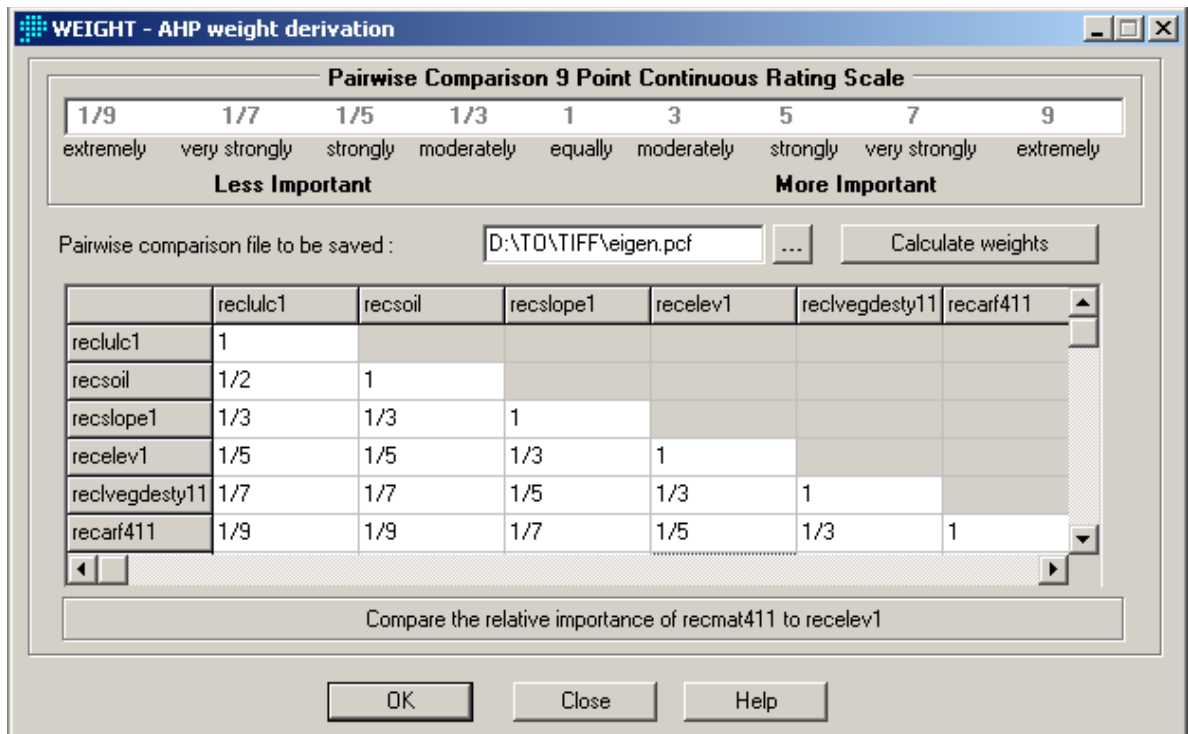 WEIGHT - AHP weight derivation
Pairwise Comparison 9 Point Continuous Rating Scale
1/9 1/7 1/5 1/3 1 3 5 7 9
extremely very strongly strongly moderately equally moderately strongly very strongly extremely
Less Important More Important
Pairwise comparison file to be saved : D:\TO\TIFF\eigen.pcf ... Calculate weights
reclulc1 recsoil recslope1 recelev1 reclvegdesty11 recarf411
reclulc1 1
recsoil 1/2 1
recslope1 1/3 1/3 1
recelev1 1/5 1/5 1/3 1
reclvegdesty11 1/7 1/7 1/5 1/3 1
recarf411 1/9 1/9 1/7 1/5 1/3 1
Compare the relative importance of recmat411 to recelev1
OK Close Help